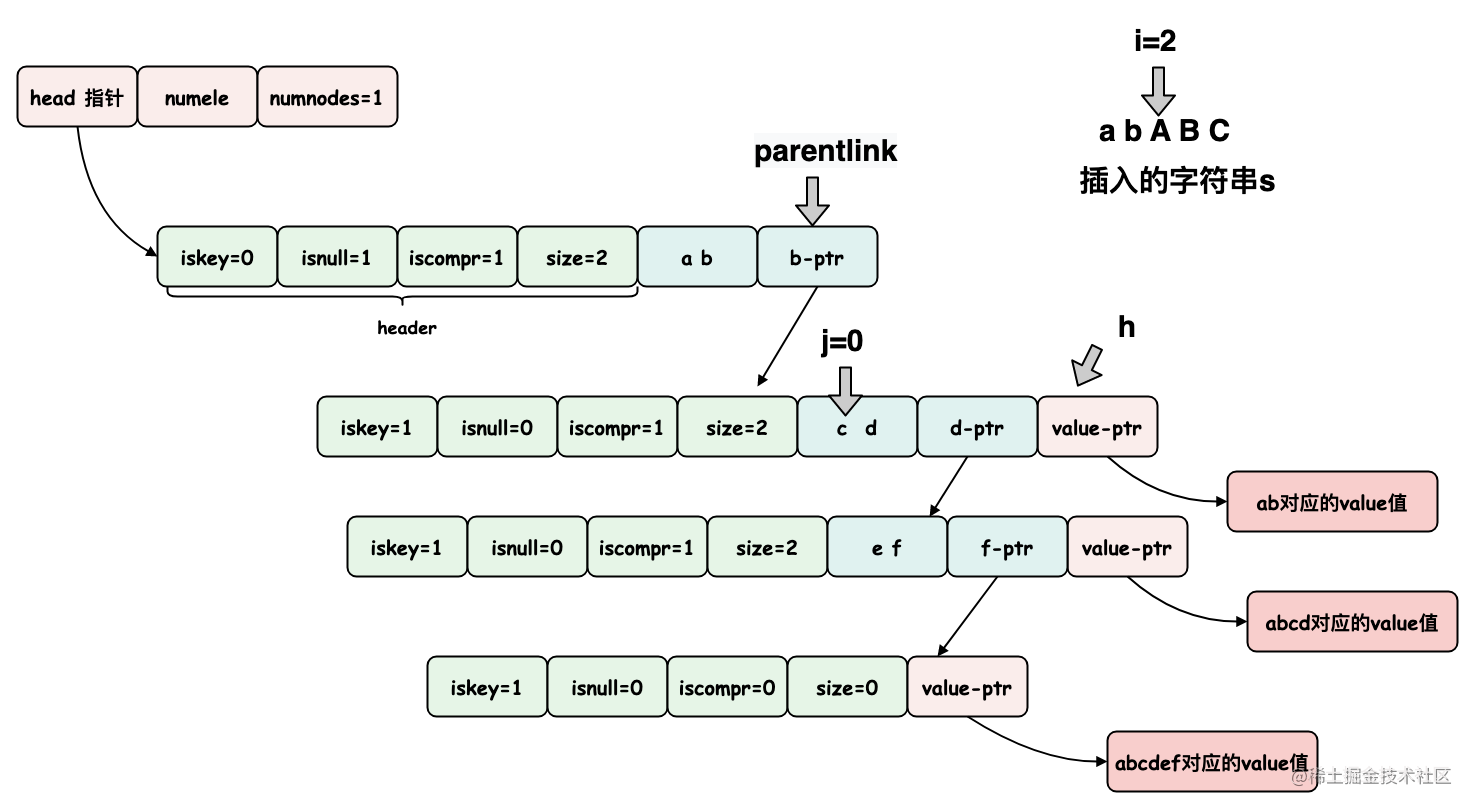 i=2
head 指针 numele numnodes=1
a b A B C
parentlink
插入的字符串s
iskey=0 isnull=1 iscompr=1 size=2 a b b-ptr
header
j=0
h
iskey=1 isnull=0 iscompr=1 size=2 c d d-ptr value-ptr
ab对应的value值
iskey=1 isnull=0 iscompr=1 size=2 e f f-ptr value-ptr
abcd对应的value值
iskey=1 isnull=0 iscompr=0 size=0 value-ptr
abcdef对应的value值
@稀土掘金技术社区